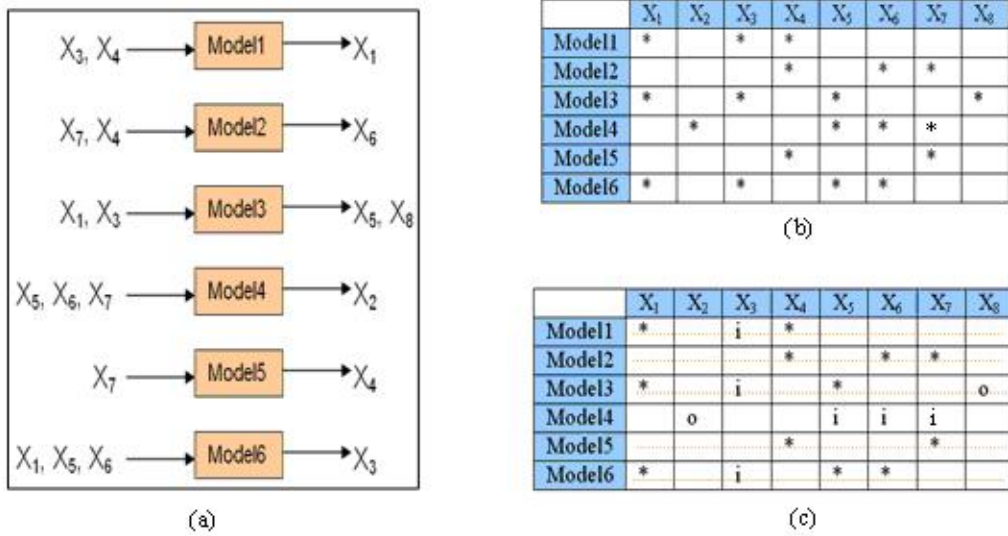 X3, X4 Model1 X1
X7, X4 Model2 X6
X1, X3 Model3 X5, X8
X5, X6, X7 Model4 X2
X7 Model5 X4
X1, X5, X6 Model6 X3
(a)
X1 X2 X3 X4 X5 X6 X7 X8
Model1 * * *
Model2 * * *
Model3 * * * *
Model4 * * * *
Model5 * *
Model6 * * * *
(b)
X1 X2 X3 X4 X5 X6 X7 X8
Model1 * i *
Model2 * * *
Model3 * i * o
Model4 o i i i
Model5 * *
Model6 * i * *
(c)